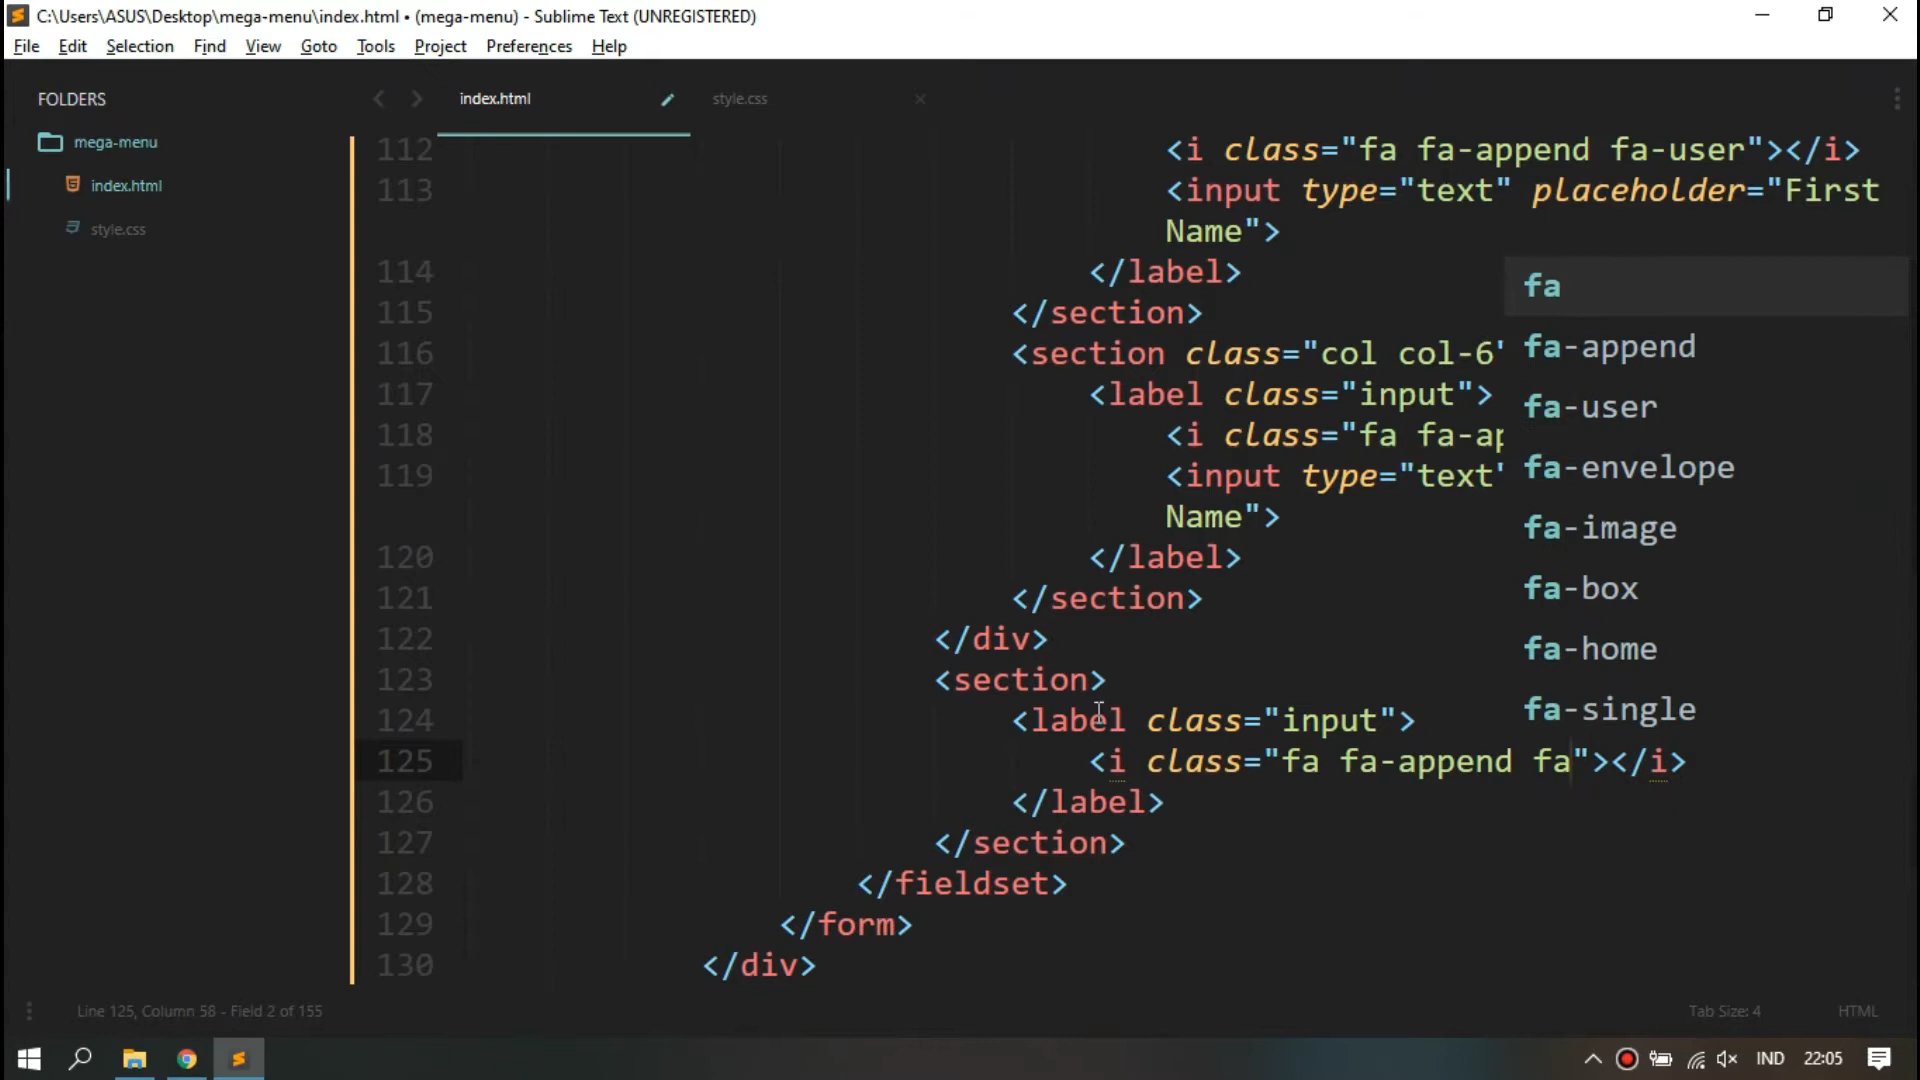 C:\Users\ASUS\Desktop\mega-menu\index.html • (mega-menu) - Sublime Text (UNREGISTERED)
File Edit Selection Find View Goto Tools Project Preferences Help
FOLDERS
mega-menu
index.html
style.css
index.html
style.css
112 <i class="fa fa-append fa-user"></i>
113 <input type="text" placeholder="First
Name">
114 </label>
115 </section>
116 <section class="col col-6"
117 <label class="input">
118 <i class="fa fa-ap
119 <input type="text"
Name">
120 </label>
121 </section>
122 </div>
123 <section>
124 <label class="input">
125 <i class="fa fa-append fa"></i>
126 </label>
127 </section>
128 </fieldset>
129 </form>
130 </div>
fa
fa-append
fa-user
fa-envelope
fa-image
fa-box
fa-home
fa-single
Line 125, Column 58 - Field 2 of 155
Tab Size: 4
HTML
IND
22:05